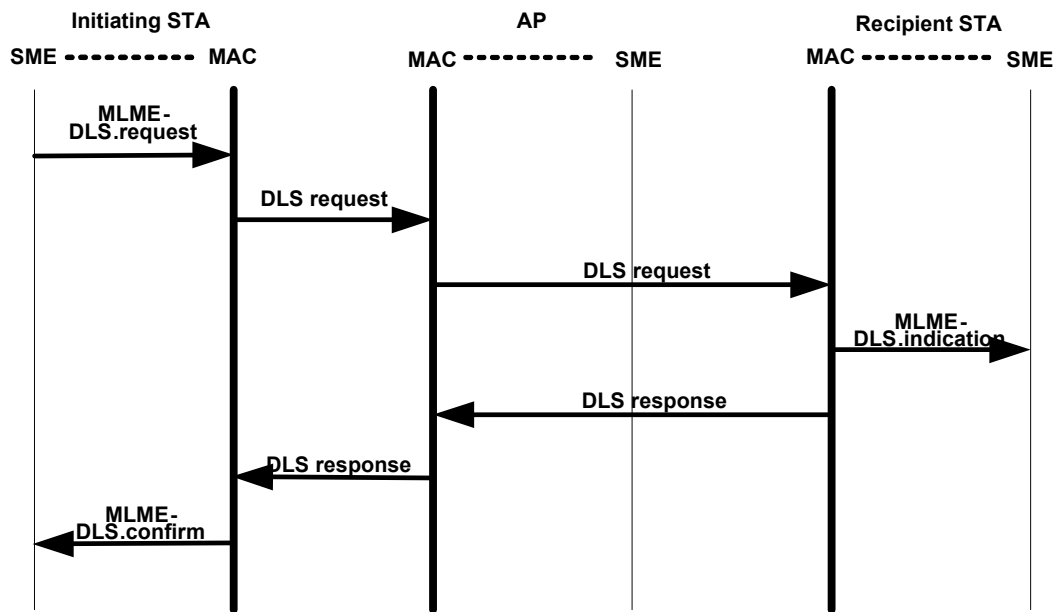 Initiating STA
AP
Recipient STA
SME
MAC
MAC
SME
MAC
SME
MLME-
DLS.request
DLS request
DLS request
MLME-
DLS.indication
DLS response
DLS response
MLME-
DLS.confirm